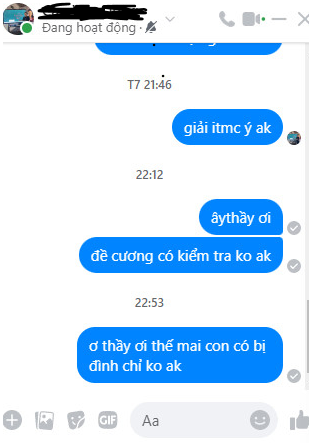 Đang hoạt động
T7 21:46
giải itmc ý ak
22:12
âythầy ơi
đề cương có kiểm tra ko ak
22:53
ơ thầy ơi thế mai con có bị
đình chỉ ko ak
GIF
Aa